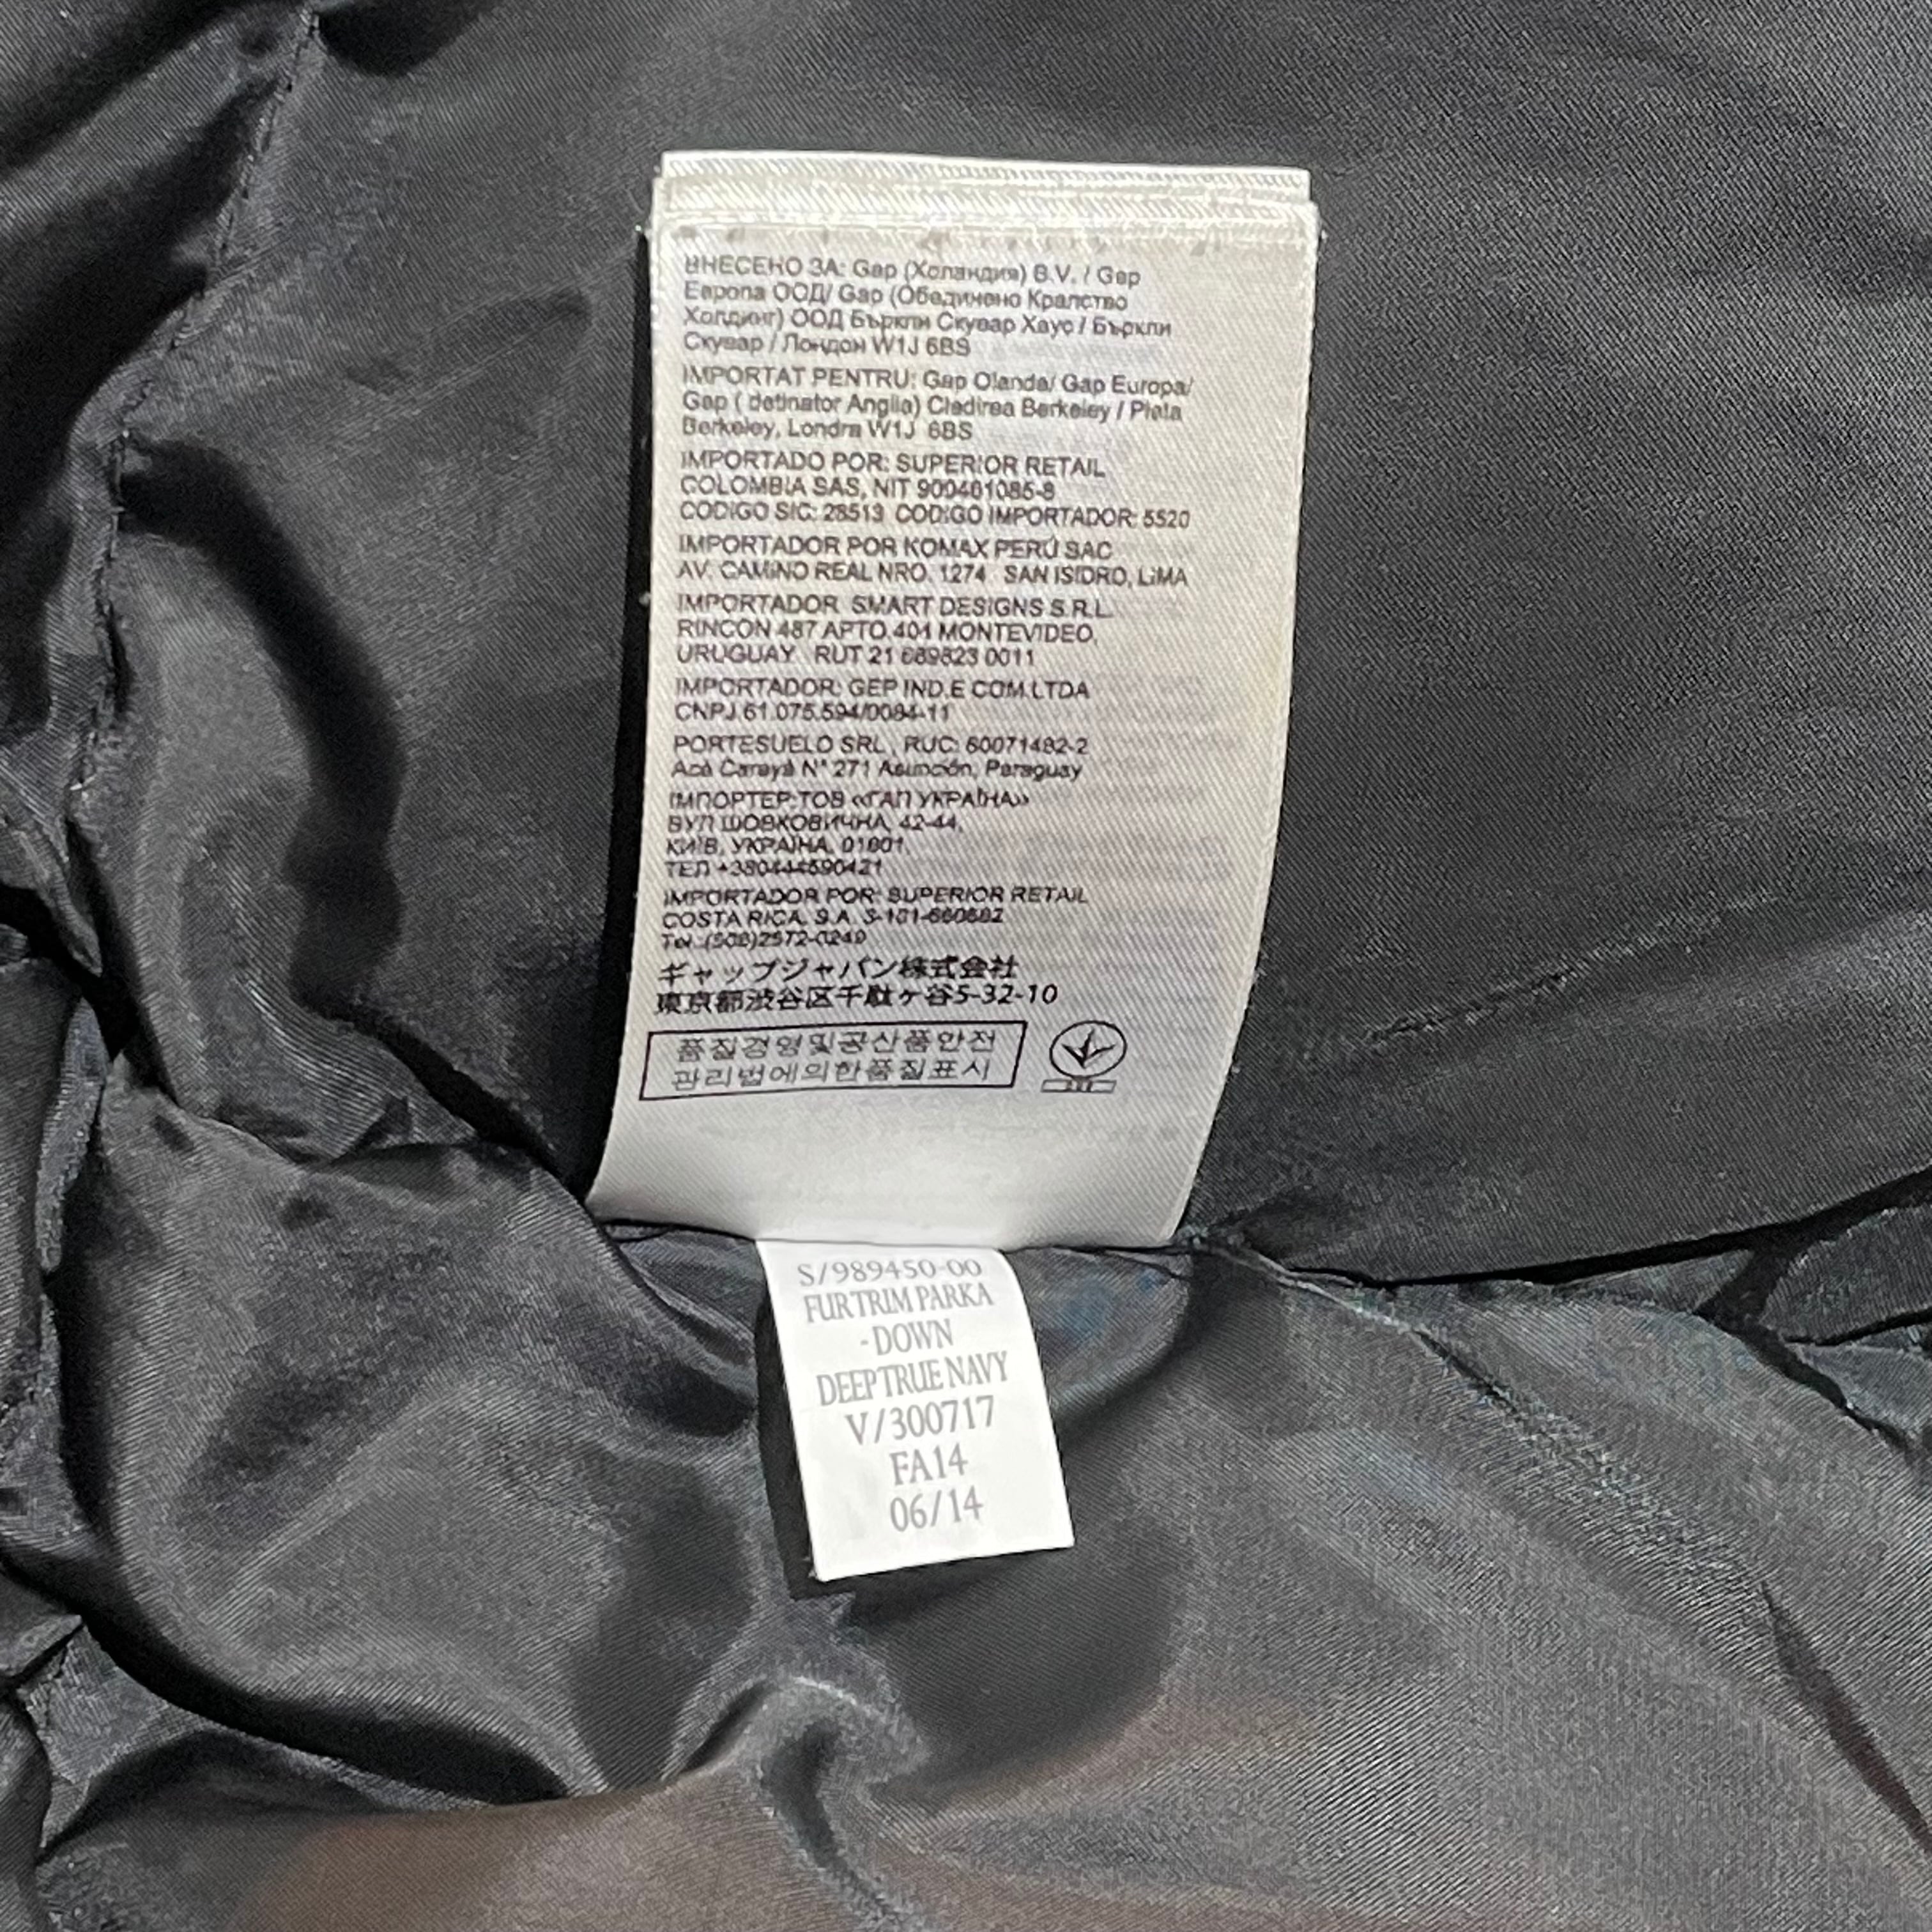 ВНЕСЕНО ЗА: Gap (Холандия) B.V. / Gap
Европа ООД/ Gap (Обединено Кралство
Холдинг) ООД Бъркли Скувар Хаус / Бъркли
Скувар / Лондон W1J 6BS
IMPORTAT PENTRU: Gap Olanda/ Gap Europa/
Gap ( detinator Anglia) Cladirea Berkeley / Piata
Berkeley, Londra W1J 6BS
IMPORTADO POR: SUPERIOR RETAIL
COLOMBIA SAS, NIT 900461085-8
CODIGO SIC: 28513 CODIGO IMPORTADOR: 5520
IMPORTADOR POR KOMAX PERÚ SAC
AV. CAMINO REAL NRO. 1274 SAN ISIDRO, LIMA
IMPORTADOR SMART DESIGNS S.R.L.
RINCON 487 APTO.401 MONTEVIDEO,
URUGUAY RUT 21 689823 0011
IMPORTADOR: GEP IND.E COM.LTDA
CNPJ 61.075.594/0084-11
PORTESUELO SRL , RUC: 60071482-2
Acá Carayá N° 271 Asunción, Paraguay
ІМПОРТЕР:ТОВ «ГАП УКРАЇНА»
ВУЛ ШОВКОВИЧНА, 42-44,
КИЇВ, УКРАЇНА, 01601,
ТЕЛ +380444590421
IMPORTADOR POR: SUPERIOR RETAIL
COSTA RICA, S.A. 3-101-660682
Tel.:(506)2572-0249
ギャップジャパン株式会社
東京都渋谷区千駄ヶ谷5-32-10
품질경영및공산품안전
관리법에의한품질표시
S/989450-00
FUR TRIM PARKA
- DOWN
DEEP TRUE NAVY
V/300717
FA14
06/14